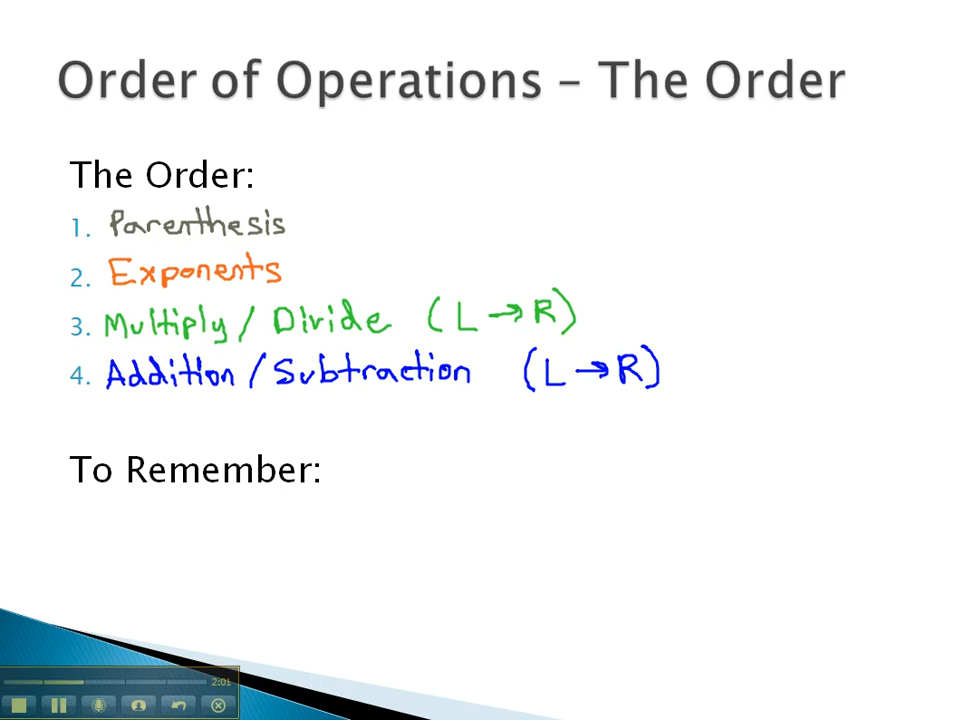 Order of Operations – The Order
The Order:
1. Parenthesis
2. Exponents
3. Multiply / Divide (L → R)
4. Addition / Subtraction (L → R)
To Remember:
2:01